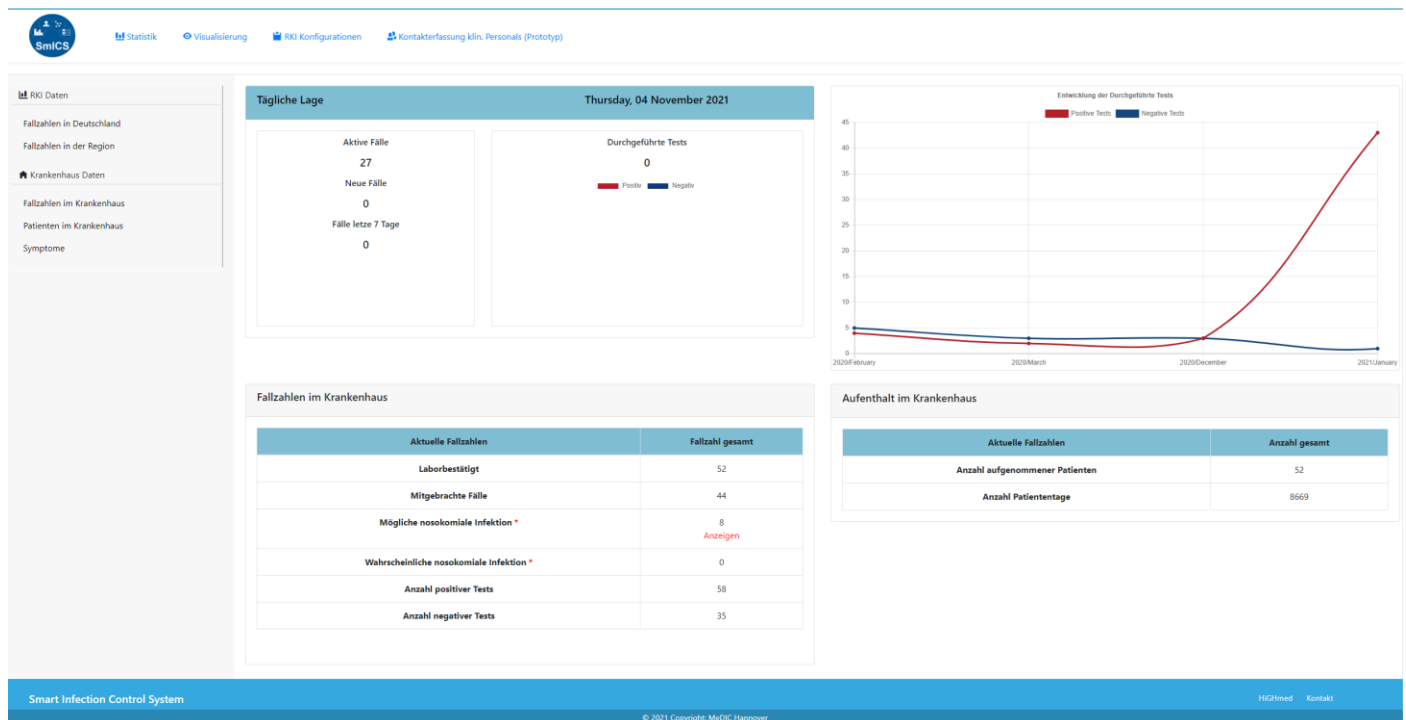 SmICS
Statistik
Visualisierung
RKI Konfigurationen
Kontakterfassung klin. Personals (Prototyp)
RKI Daten
Fallzahlen in Deutschland
Fallzahlen in der Region
Krankenhaus Daten
Fallzahlen im Krankenhaus
Patienten im Krankenhaus
Symptome
Tägliche Lage
Thursday, 04 November 2021
Aktive Fälle
27
Neue Fälle
0
Fälle letze 7 Tage
0
Durchgeführte Tests
0
Postiv Negativ
Entwicklung der Durchgeführte Tests
Positive Tests Negative Tests
45
40
35
30
25
20
15
10
5
0
2020/February 2020/March 2020/December 2021/January
Fallzahlen im Krankenhaus
Aktuelle Fallzahlen Fallzahl gesamt
Laborbestätigt 52
Mitgebrachte Fälle 44
Mögliche nosokomiale Infektion * 8
Anzeigen
Wahrscheinliche nosokomiale Infektion * 0
Anzahl positiver Tests 58
Anzahl negativer Tests 35
Aufenthalt im Krankenhaus
Aktuelle Fallzahlen Anzahl gesamt
Anzahl aufgenommener Patienten 52
Anzahl Patiententage 8669
Smart Infection Control System
HiGHmed Kontakt
© 2021 Copyright: MeDIC Hannover